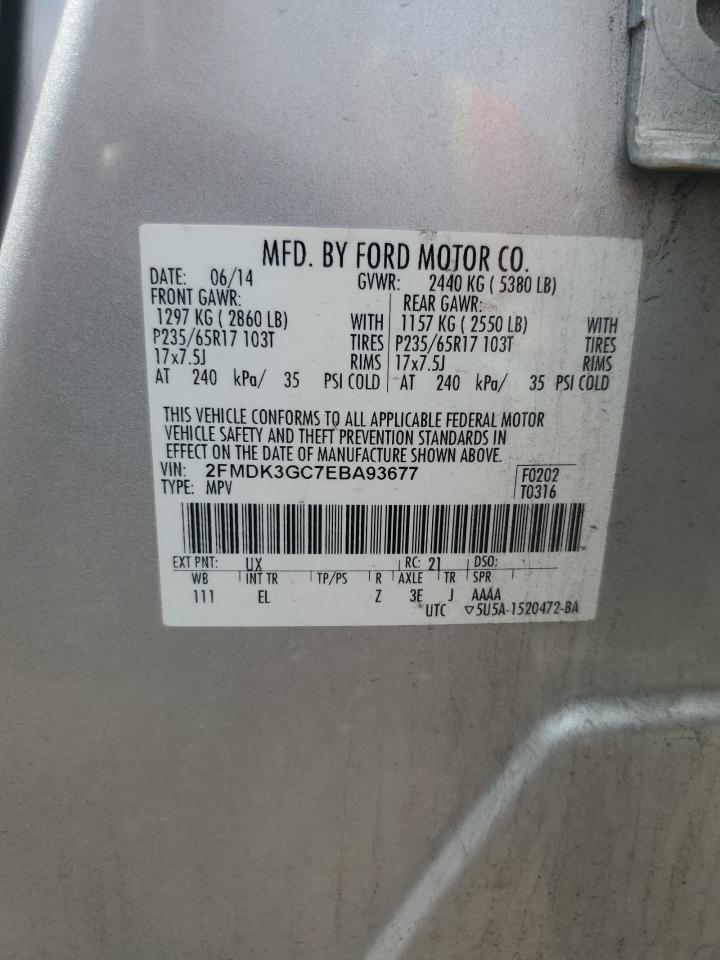 MFD. BY FORD MOTOR CO.
DATE: 06/14 GVWR: 2440 KG ( 5380 LB)
FRONT GAWR: REAR GAWR:
1297 KG ( 2860 LB) WITH 1157 KG ( 2550 LB) WITH
P235/65R17 103T TIRES P235/65R17 103T TIRES
17x7.5J RIMS 17x7.5J RIMS
AT 240 kPa/ 35 PSI COLD AT 240 kPa/ 35 PSI COLD
THIS VEHICLE CONFORMS TO ALL APPLICABLE FEDERAL MOTOR
VEHICLE SAFETY AND THEFT PREVENTION STANDARDS IN
EFFECT ON THE DATE OF MANUFACTURE SHOWN ABOVE.
VIN: 2FMDK3GC7EBA93677 F0202
TYPE: MPV T0316
EXT PNT: UX RC: 21 DSO:
WB INT TR TP/PS R AXLE TR SPR
111 EL Z 3E J AAAA
UTC ▽5U5A-1520472-BA